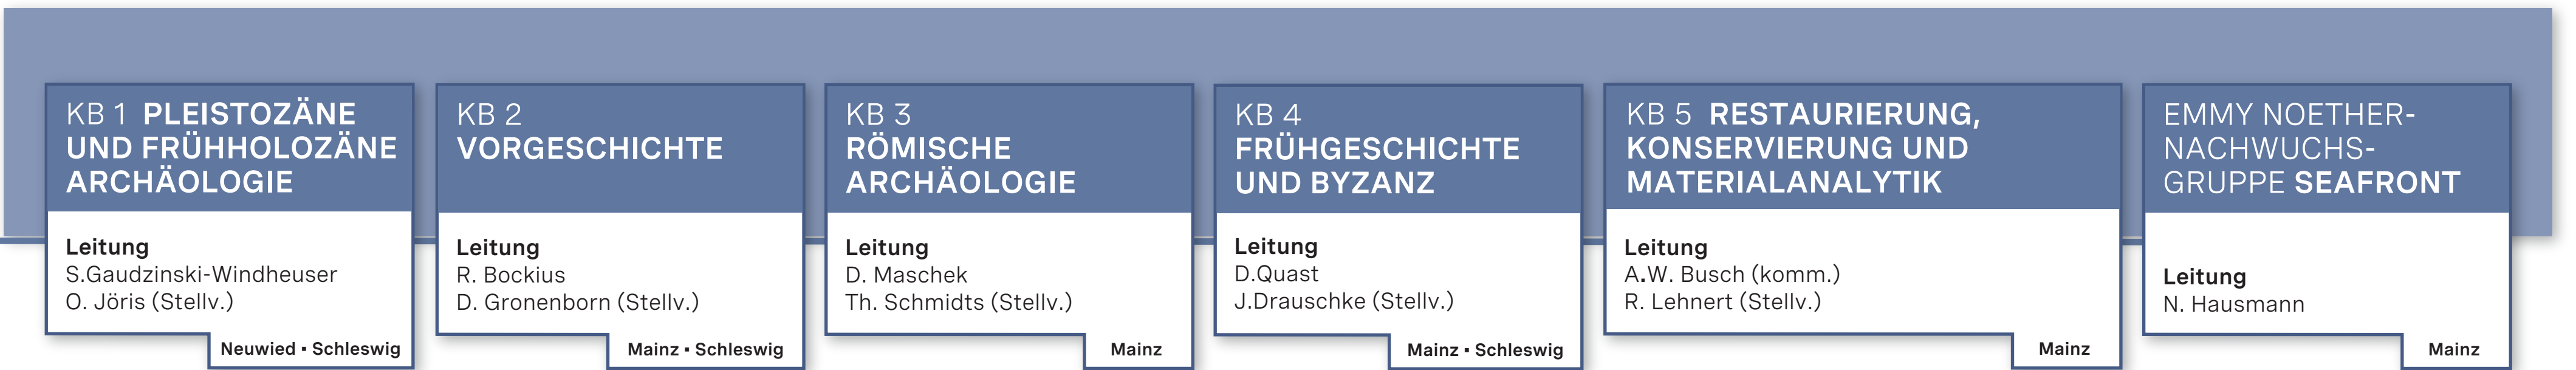 KB 1 PLEISTOZÄNE
UND FRÜHHOLOZÄNE
ARCHÄOLOGIE
Leitung
S.Gaudzinski-Windheuser
O. Jöris (Stellv.)
Neuwied ▪ Schleswig
KB 2
VORGESCHICHTE
Leitung
R. Bockius
D. Gronenborn (Stellv.)
Mainz ▪ Schleswig
KB 3
RÖMISCHE
ARCHÄOLOGIE
Leitung
D. Maschek
Th. Schmidts (Stellv.)
Mainz
KB 4
FRÜHGESCHICHTE
UND BYZANZ
Leitung
D.Quast
J.Drauschke (Stellv.)
Mainz ▪ Schleswig
KB 5 RESTAURIERUNG,
KONSERVIERUNG UND
MATERIALANALYTIK
Leitung
A.W. Busch (komm.)
R. Lehnert (Stellv.)
Mainz
EMMY NOETHER-
NACHWUCHS-
GRUPPE SEAFRONT
Leitung
N. Hausmann
Mainz